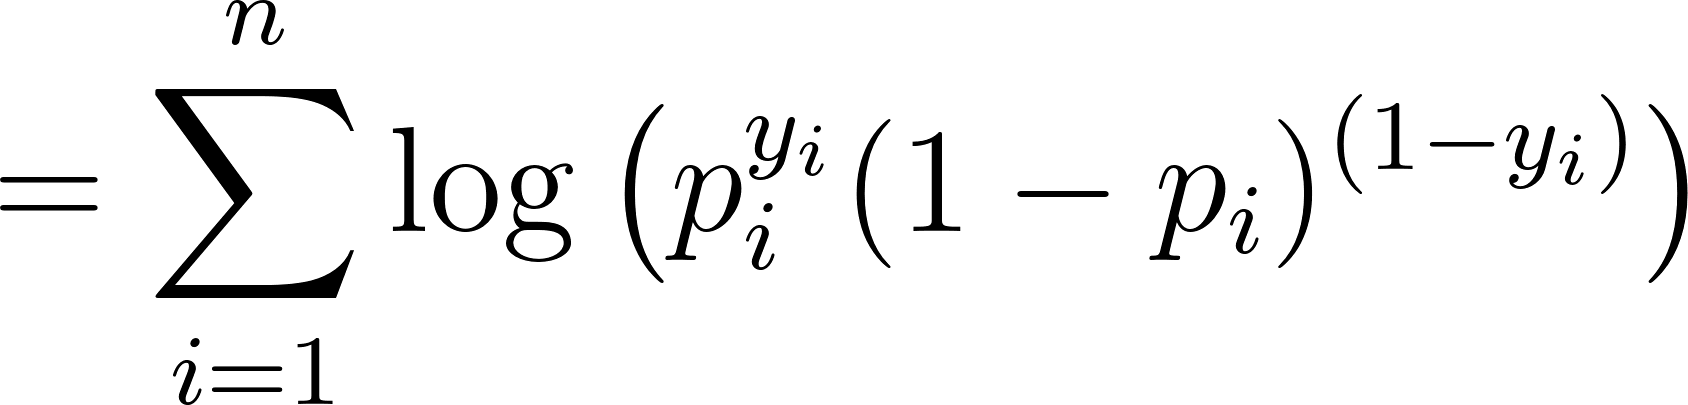 = \sum_{i=1}^{n} \log \left( p_i^{y_i} (1 - p_i)^{(1-y_i)} \right)